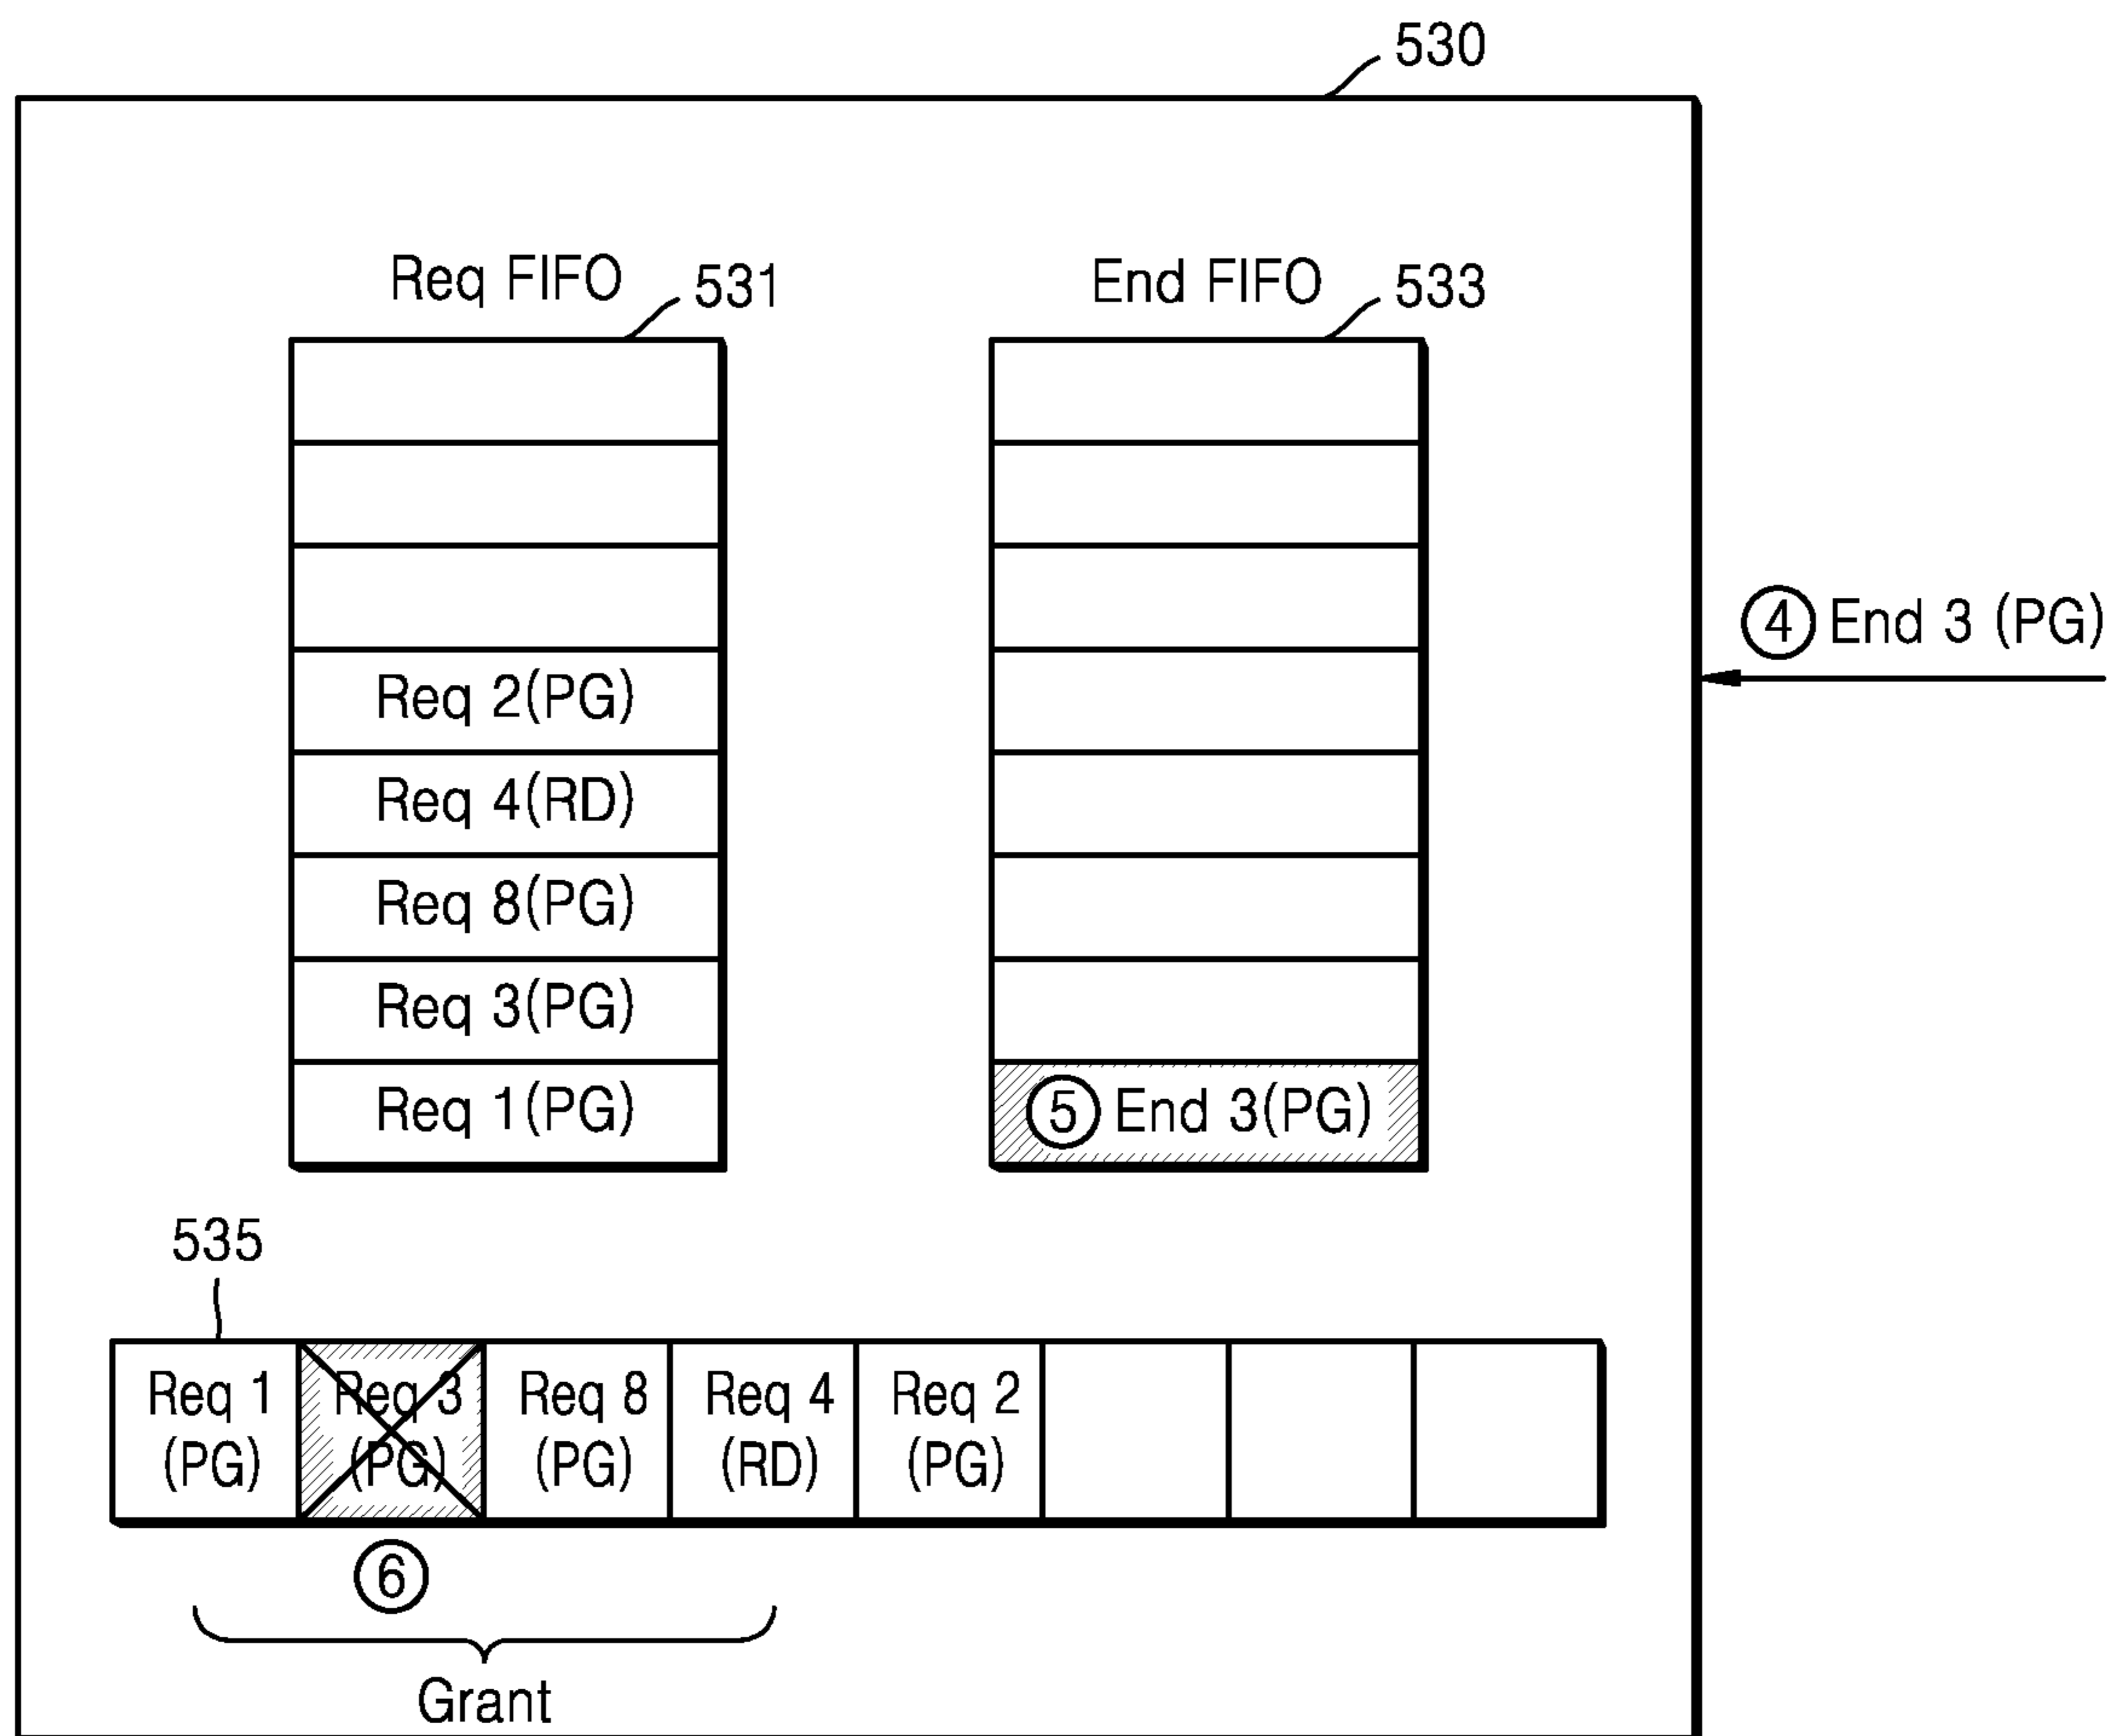 530
Req FIFO
531
End FIFO
533
④ End 3 (PG)
Req 2(PG)
Req 4(RD)
Req 8(PG)
Req 3(PG)
Req 1(PG)
⑤ End 3(PG)
535
Req 1
(PG)
Req 3
(PG)
Req 8
(PG)
Req 4
(RD)
Req 2
(PG)
⑥
Grant